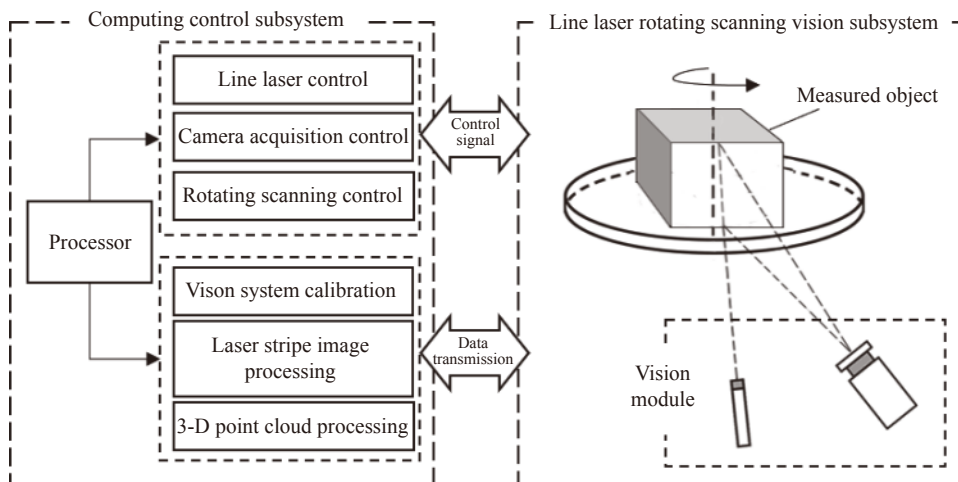 Computing control subsystem
Line laser control
Camera acquisition control
Rotating scanning control
Processor
Vison system calibration
Laser stripe image
processing
3-D point cloud processing
Control
signal
Data
transmission
Line laser rotating scanning vision subsystem
Measured object
Vision
module